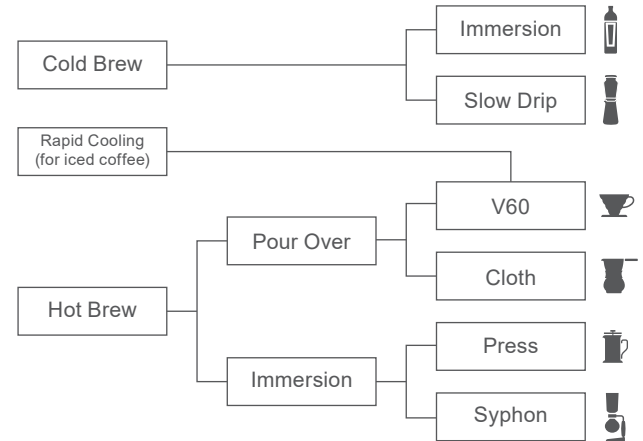 Immersion
Cold Brew
Slow Drip
Rapid Cooling
(for iced coffee)
V60
Pour Over
Cloth
Hot Brew
Press
Immersion
Syphon